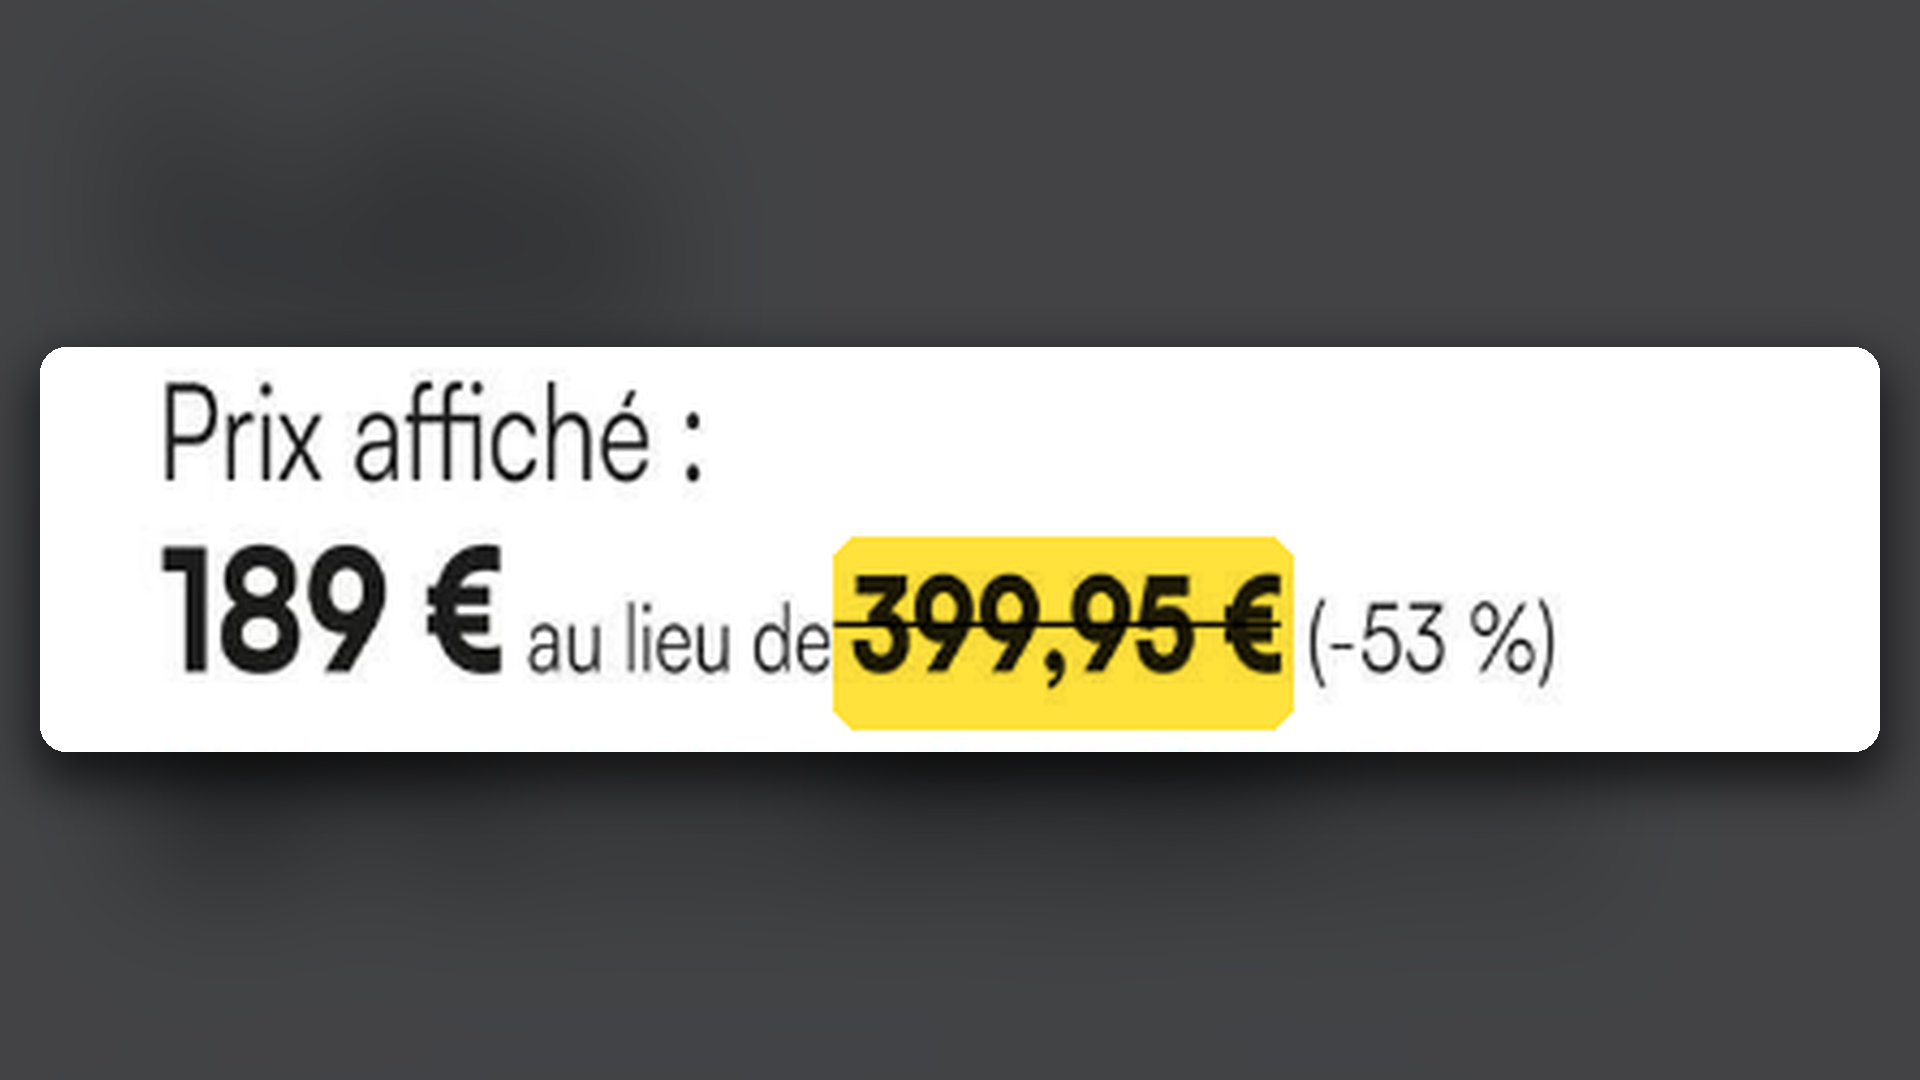 Prix affiché :
189 € au lieu de 399,95 € (-53 %)